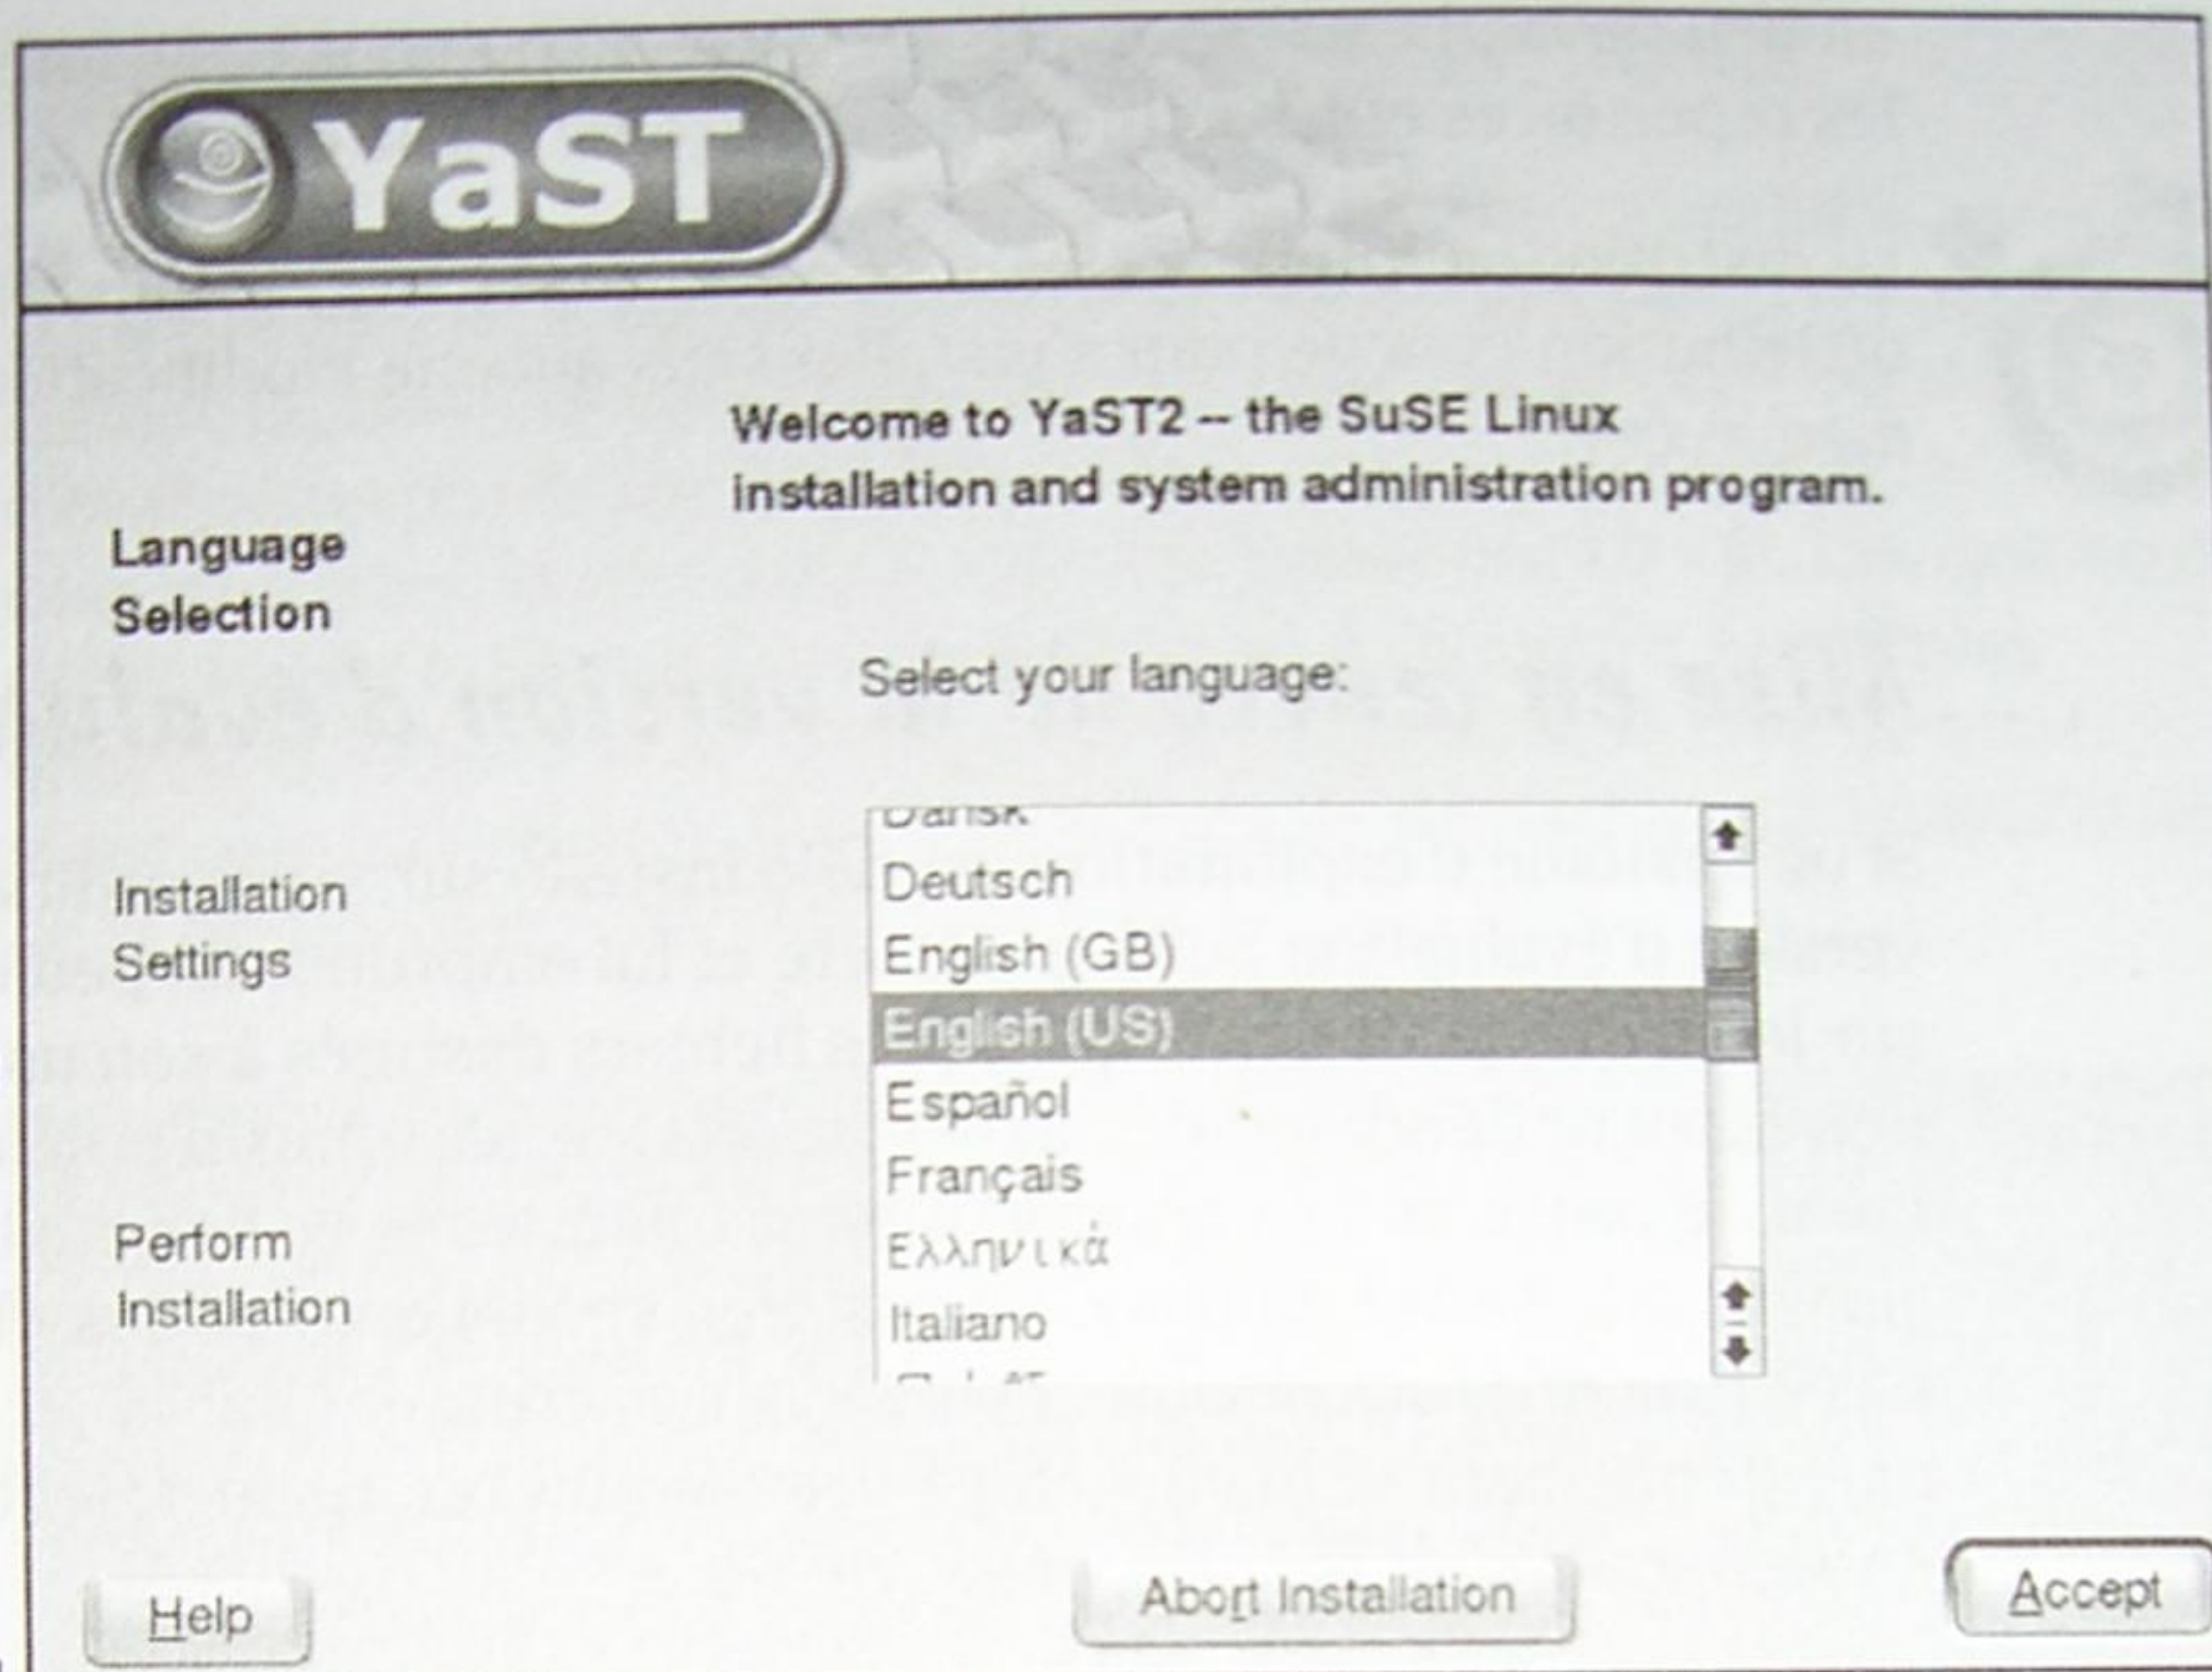 YaST
Welcome to YaST2 – the SuSE Linux
installation and system administration program.
Language
Selection
Select your language:
Dansk
Deutsch
English (GB)
English (US)
Español
Français
Ελληνικά
Italiano
Installation
Settings
Perform
Installation
Help
Abort Installation
Accept